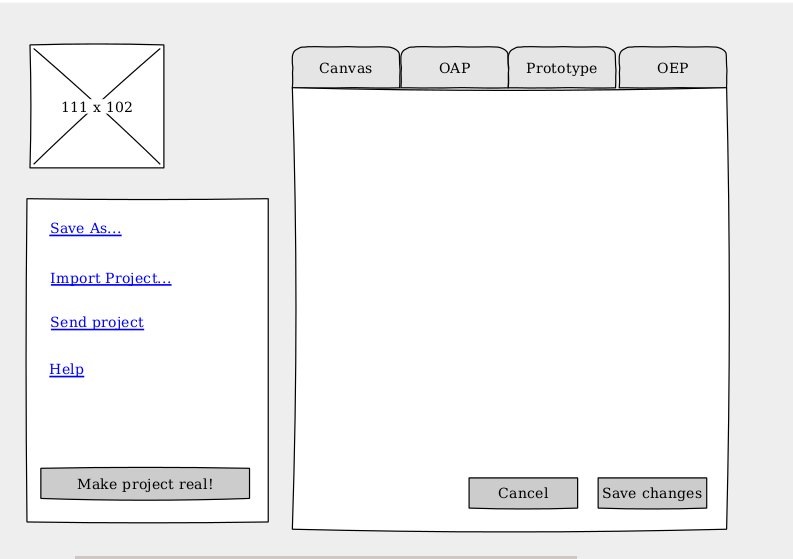 111 x 102
Save As...
Import Project...
Send project
Help
Make project real!
Canvas
OAP
Prototype
OEP
Cancel
Save changes